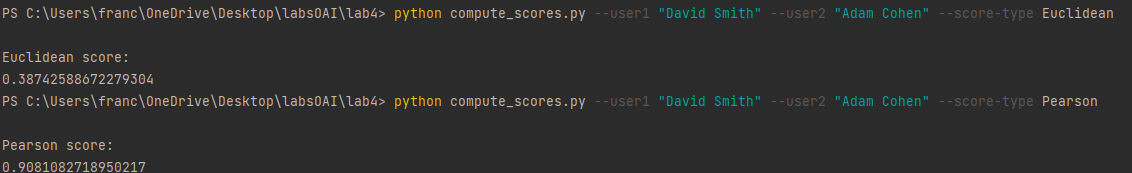 PS C:\Users\franc\OneDrive\Desktop\labsOAI\lab4> python compute_scores.py --user1 "David Smith" --user2 "Adam Cohen" --score-type Euclidean
Euclidean score:
0.38742588672279304
PS C:\Users\franc\OneDrive\Desktop\labsOAI\lab4> python compute_scores.py --user1 "David Smith" --user2 "Adam Cohen" --score-type Pearson
Pearson score:
0.9081082718950217